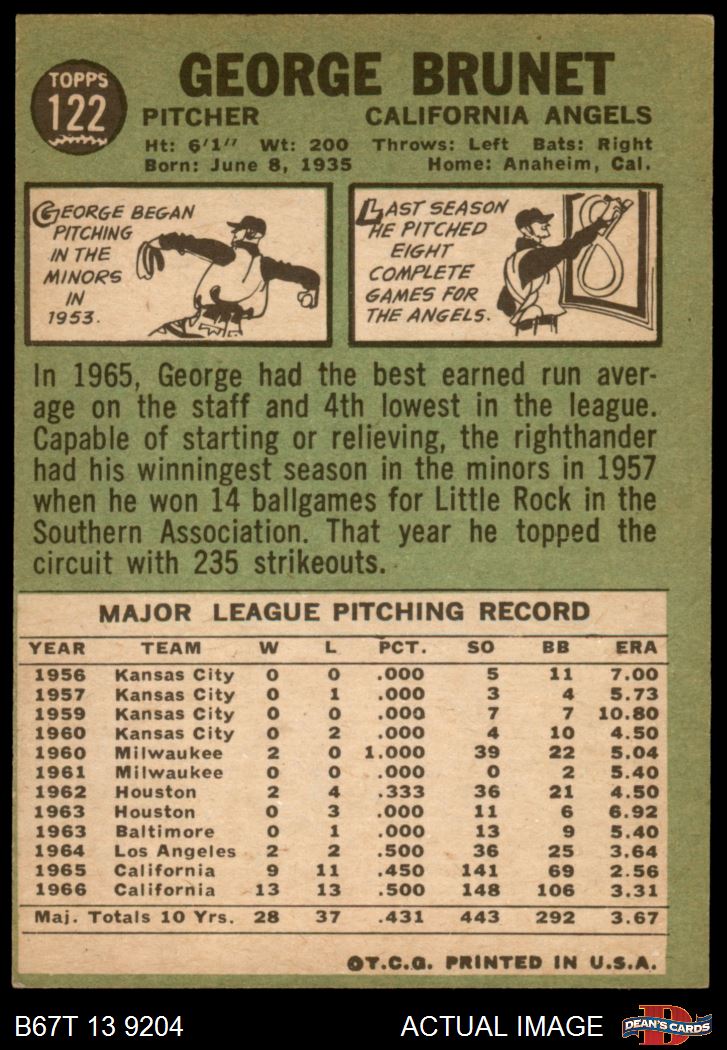 TOPPS
122
GEORGE BRUNET
PITCHER CALIFORNIA ANGELS
Ht: 6'1" Wt: 200 Throws: Left Bats: Right
Born: June 8, 1935 Home: Anaheim, Cal.
GEORGE BEGAN
PITCHING
IN THE
MINORS
IN
1953.
LAST SEASON
HE PITCHED
EIGHT
COMPLETE
GAMES FOR
THE ANGELS.
In 1965, George had the best earned run aver-
age on the staff and 4th lowest in the league.
Capable of starting or relieving, the righthander
had his winningest season in the minors in 1957
when he won 14 ballgames for Little Rock in the
Southern Association. That year he topped the
circuit with 235 strikeouts.
MAJOR LEAGUE PITCHING RECORD
YEAR TEAM W L PCT. SO BB ERA
1956 Kansas City 0 0 .000 5 11 7.00
1957 Kansas City 0 1 .000 3 4 5.73
1959 Kansas City 0 0 .000 7 7 10.80
1960 Kansas City 0 2 .000 4 10 4.50
1960 Milwaukee 2 0 1.000 39 22 5.04
1961 Milwaukee 0 0 .000 0 2 5.40
1962 Houston 2 4 .333 36 21 4.50
1963 Houston 0 3 .000 11 6 6.92
1963 Baltimore 0 1 .000 13 9 5.40
1964 Los Angeles 2 2 .500 36 25 3.64
1965 California 9 11 .450 141 69 2.56
1966 California 13 13 .500 148 106 3.31
Maj. Totals 10 Yrs. 28 37 .431 443 292 3.67
©T.C.G. PRINTED IN U.S.A.
B67T 13 9204 ACTUAL IMAGE
D
DEAN'S CARDS